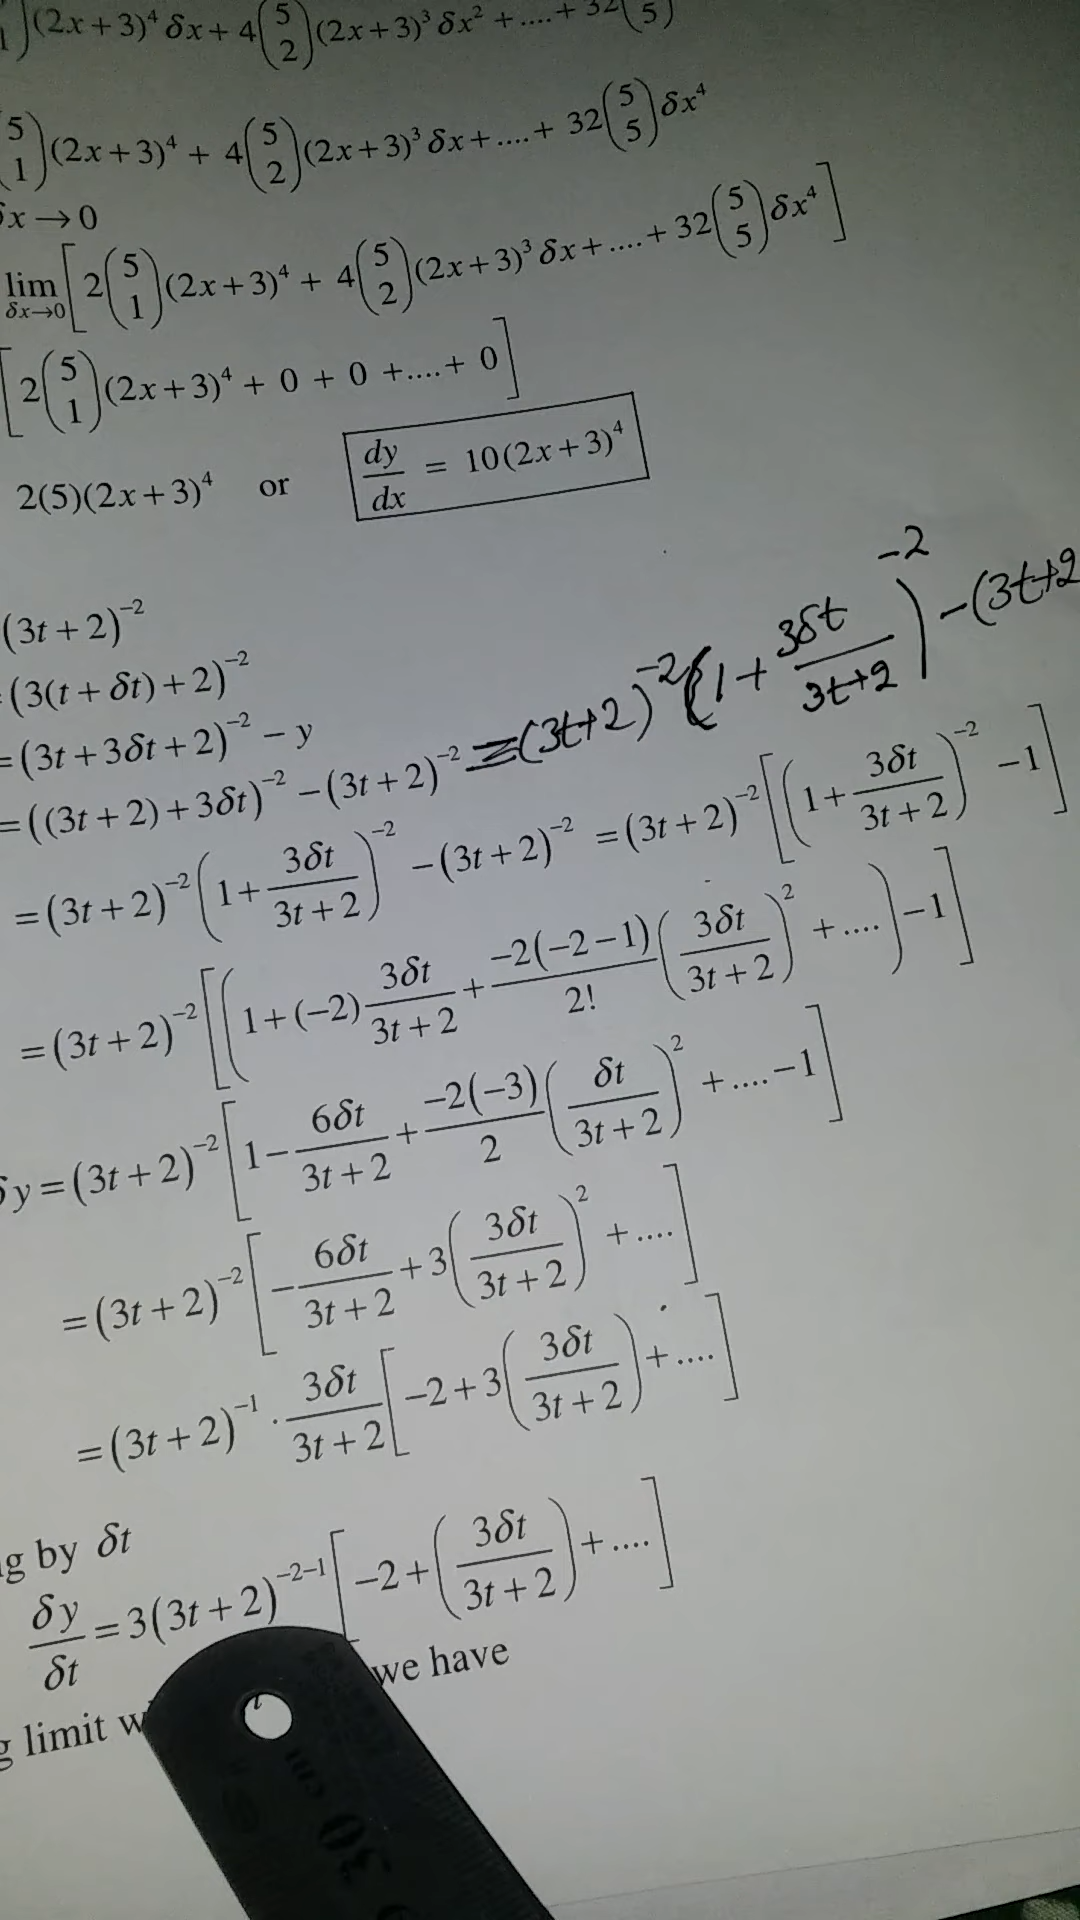 1)(2x+3)⁴ δx + 4(5 2)(2x+3)³ δx² + .... + 32( 5)
(5 1)(2x+3)⁴ + 4(5 2)(2x+3)³ δx + .... + 32(5 5)δx⁴
δx → 0
lim δx→0 [2(5 1)(2x+3)⁴ + 4(5 2)(2x+3)³ δx + .... + 32(5 5)δx⁴]
[2(5 1)(2x+3)⁴ + 0 + 0 + .... + 0]
2(5)(2x+3)⁴ or dy/dx = 10(2x+3)⁴
(3t+2)⁻²
=(3(t+δt)+2)⁻²
=(3t+3δt+2)⁻² − y
=((3t+2)+3δt)⁻² − (3t+2)⁻² =(3t+2)⁻²(1+3δt/3t+2)⁻² −(3t+2
=(3t+2)⁻²(1+3δt/3t+2)⁻² −(3t+2)⁻² =(3t+2)⁻²[(1+3δt/3t+2)⁻² −1]
=(3t+2)⁻²[(1+(−2)3δt/3t+2 + −2(−2−1)/2!(3δt/3t+2)² + ....)−1]
δy=(3t+2)⁻²[1−6δt/3t+2 + −2(−3)/2(δt/3t+2)² + ....−1]
=(3t+2)⁻²[−6δt/3t+2 +3(3δt/3t+2)² + ....]
=(3t+2)⁻¹·3δt/3t+2[−2+3(3δt/3t+2)+....]
g by δt
δy/δt=3(3t+2)⁻²⁻¹[−2+(3δt/3t+2)+....]
g limit w we have
30
cm